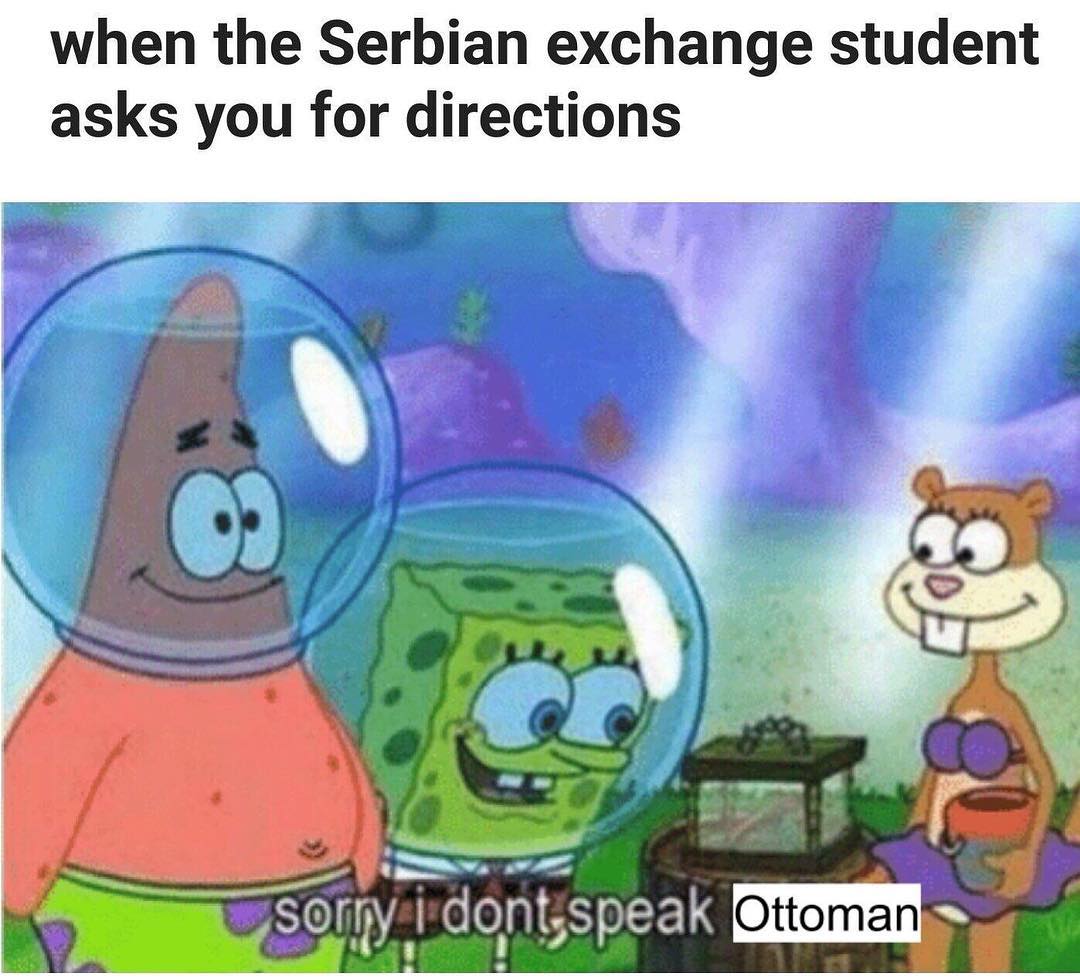 when the Serbian exchange student
asks you for directions
sorry i dont speak Ottoman